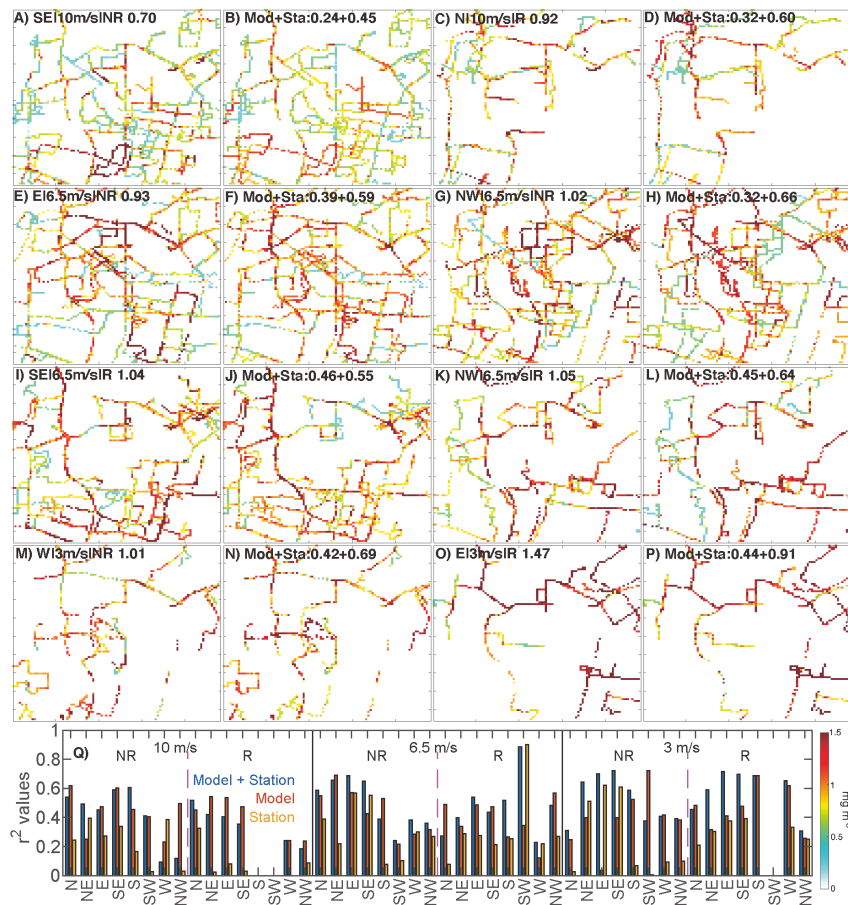 A) SE|10m/s|NR 0.70
B) Mod+Sta:0.24+0.45
C) N|10m/s|R 0.92
D) Mod+Sta:0.32+0.60
E) E|6.5m/s|NR 0.93
F) Mod+Sta:0.39+0.59
G) NW|6.5m/s|NR 1.02
H) Mod+Sta:0.32+0.66
I) SE|6.5m/s|R 1.04
J) Mod+Sta:0.46+0.55
K) NW|6.5m/s|R 1.05
L) Mod+Sta:0.45+0.64
M) W|3m/s|NR 1.01
N) Mod+Sta:0.42+0.69
O) E|3m/s|R 1.47
P) Mod+Sta:0.44+0.91
Q)
10 m/s
6.5 m/s
3 m/s
NR
R
NR
R
NR
R
Model + Station
Model
Station
r² values
1
0.8
0.6
0.4
0.2
0
N NE E SE S SW W NW N NE E SE S SW W NW N NE E SE S SW W NW N NE E SE S SW W NW N NE E SE S SW W NW N NE E SE S SW W NW
1.5
1.0
0.5
0